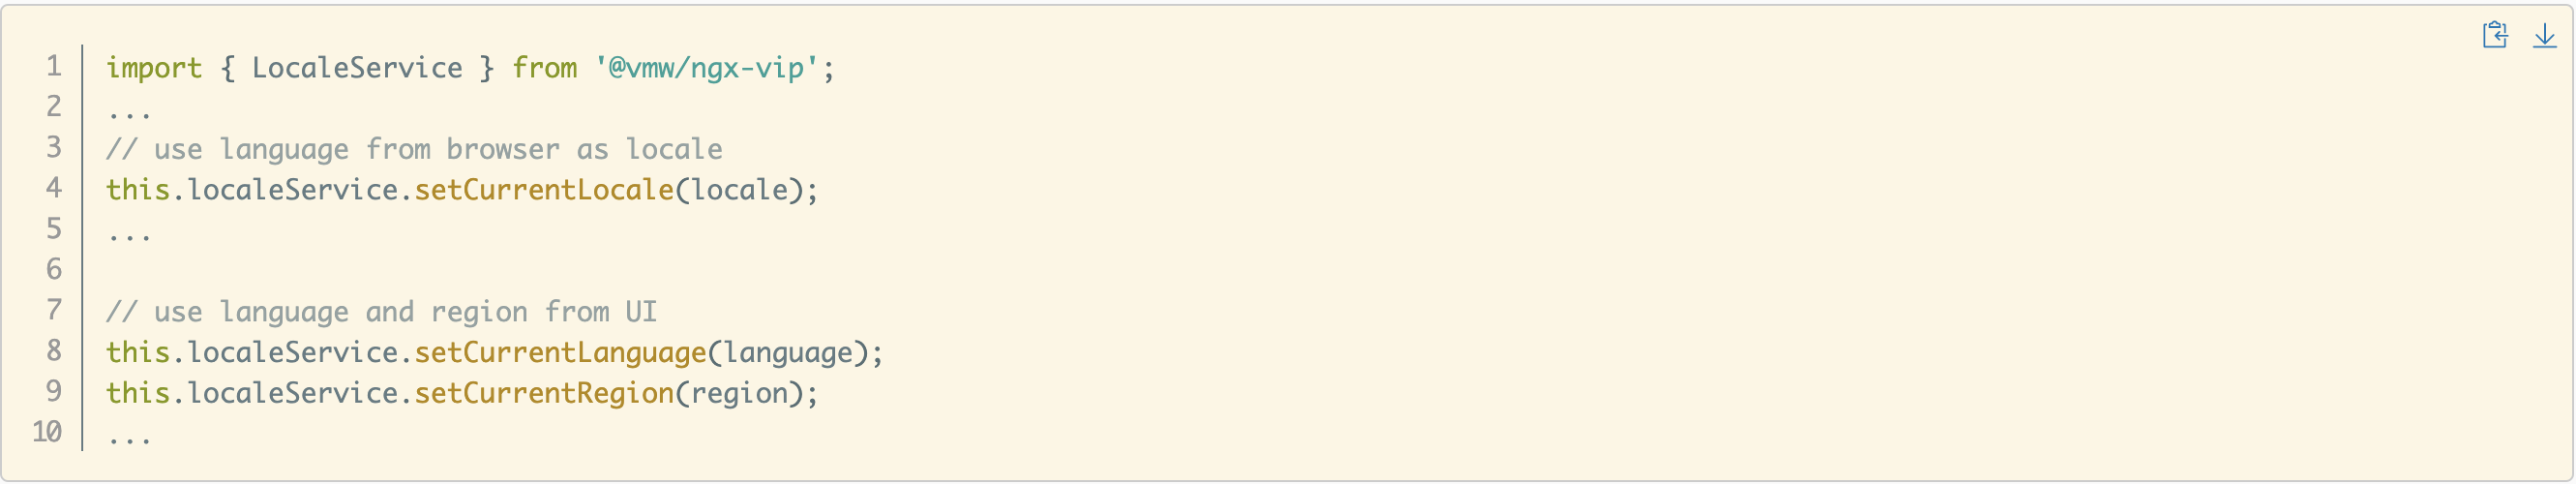 1 import { LocaleService } from '@vmw/ngx-vip';
2 ...
3 // use language from browser as locale
4 this.localeService.setCurrentLocale(locale);
5 ...
6
7 // use language and region from UI
8 this.localeService.setCurrentLanguage(language);
9 this.localeService.setCurrentRegion(region);
10 ...